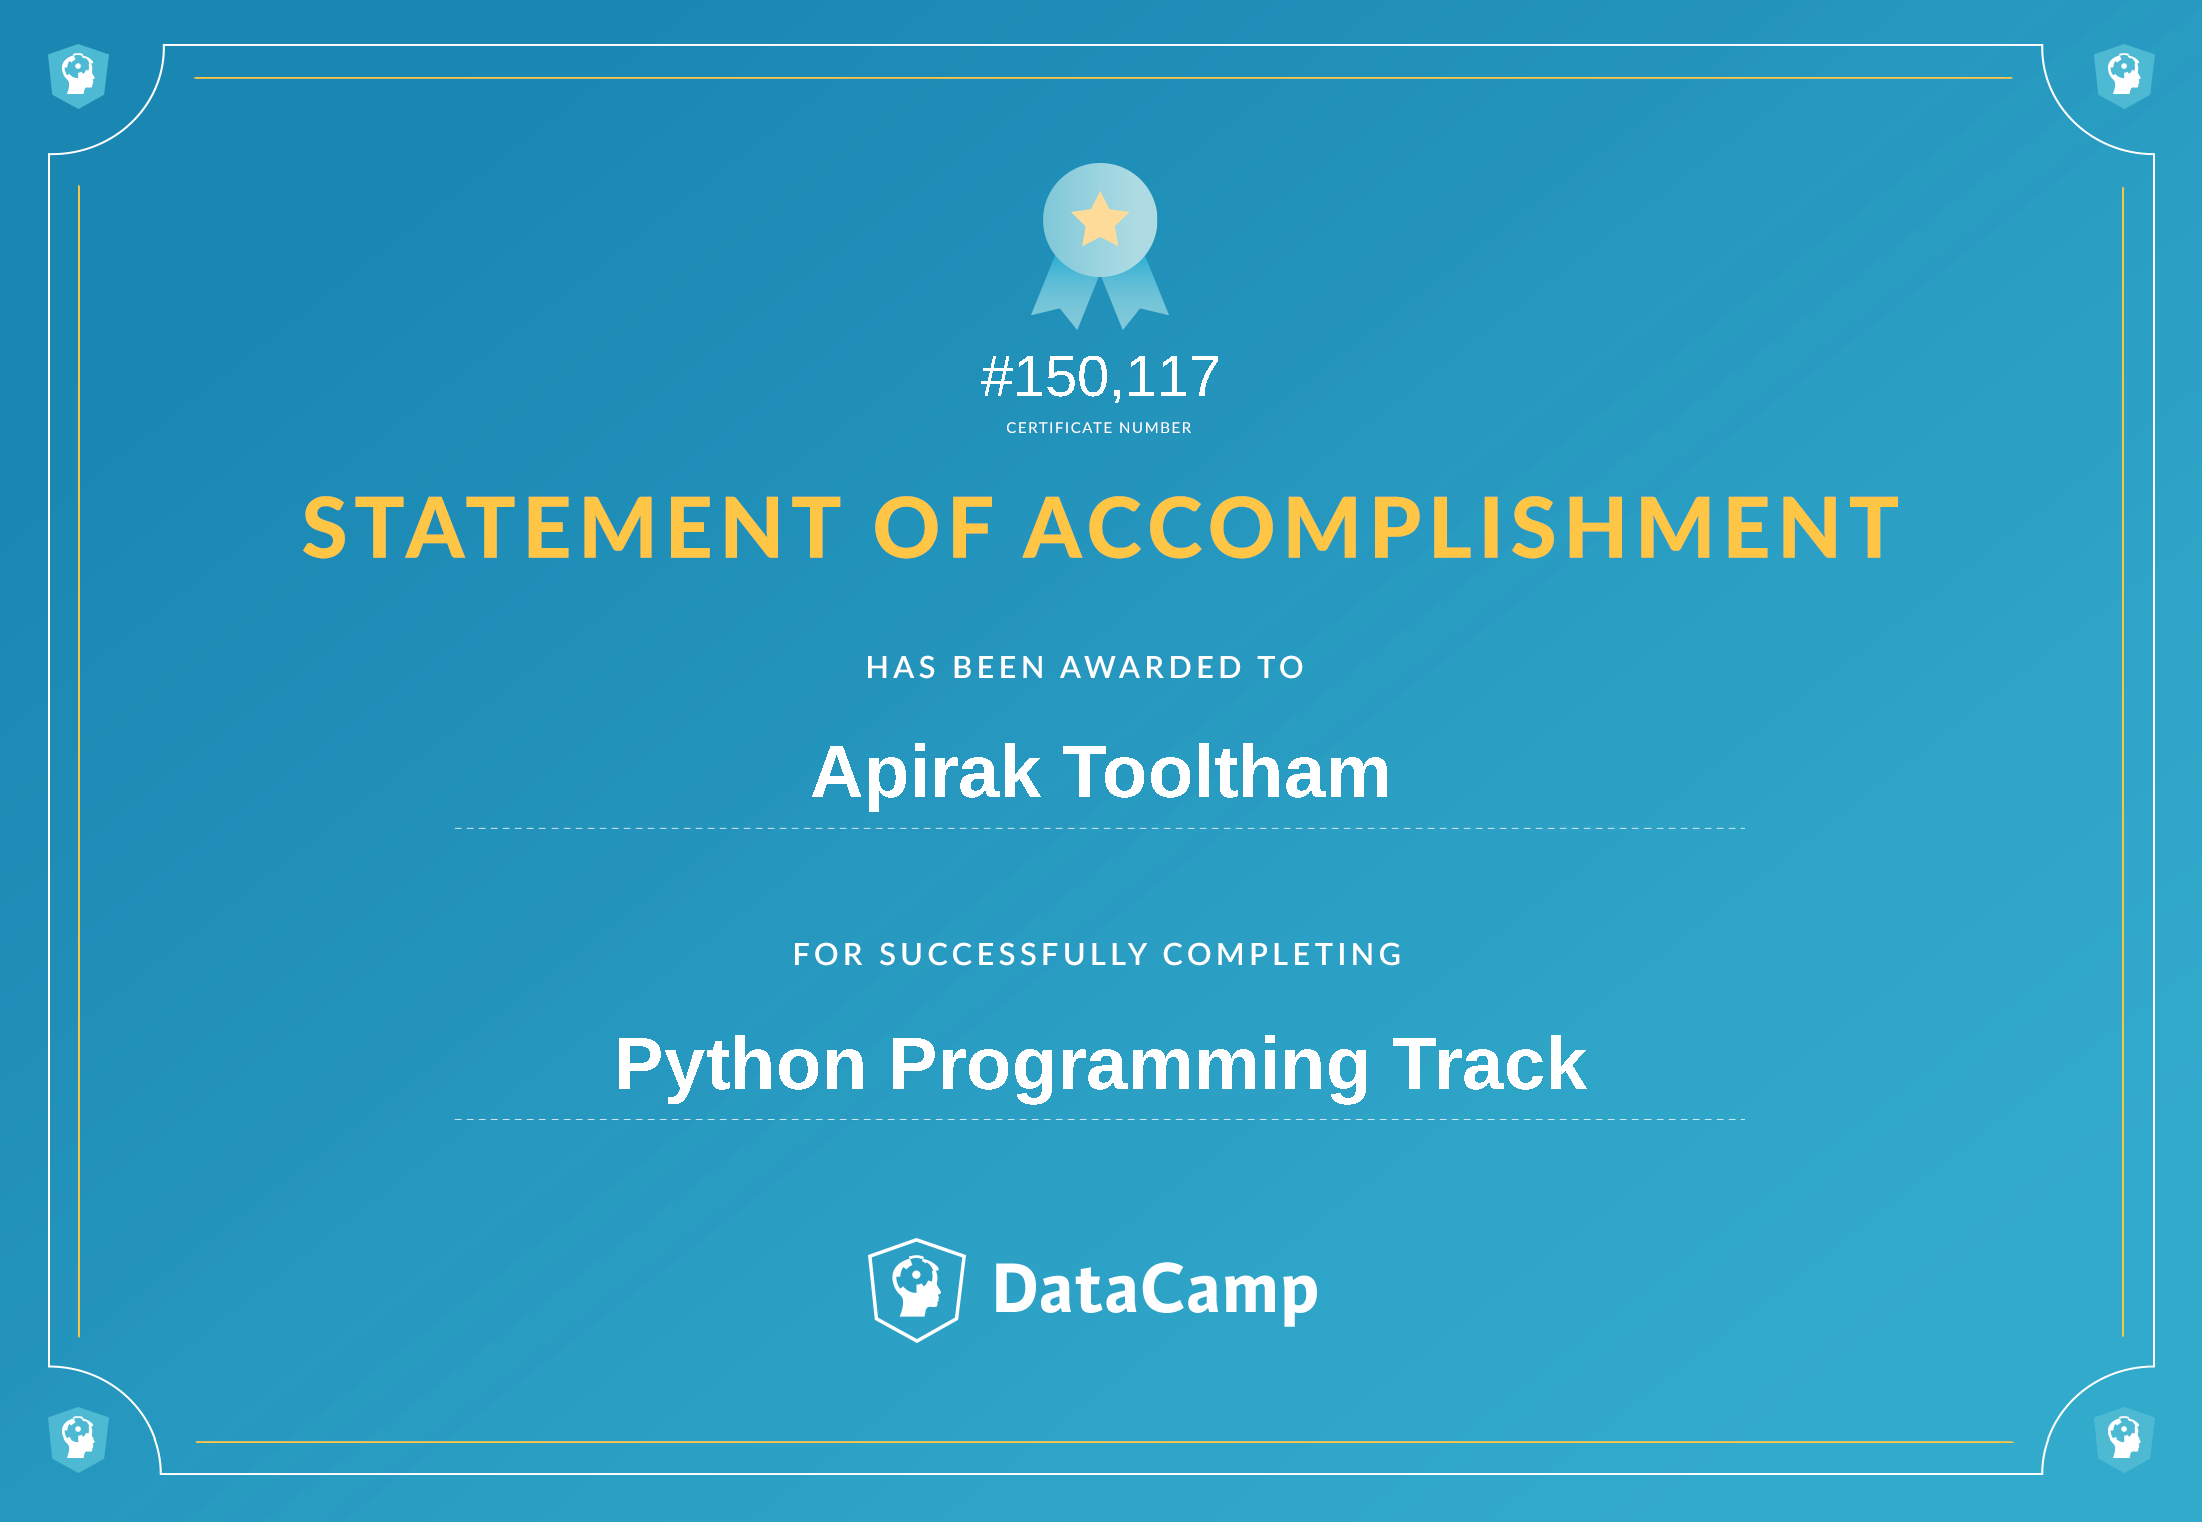 #150,117
CERTIFICATE NUMBER
STATEMENT OF ACCOMPLISHMENT
HAS BEEN AWARDED TO
Apirak Tooltham
FOR SUCCESSFULLY COMPLETING
Python Programming Track
DataCamp